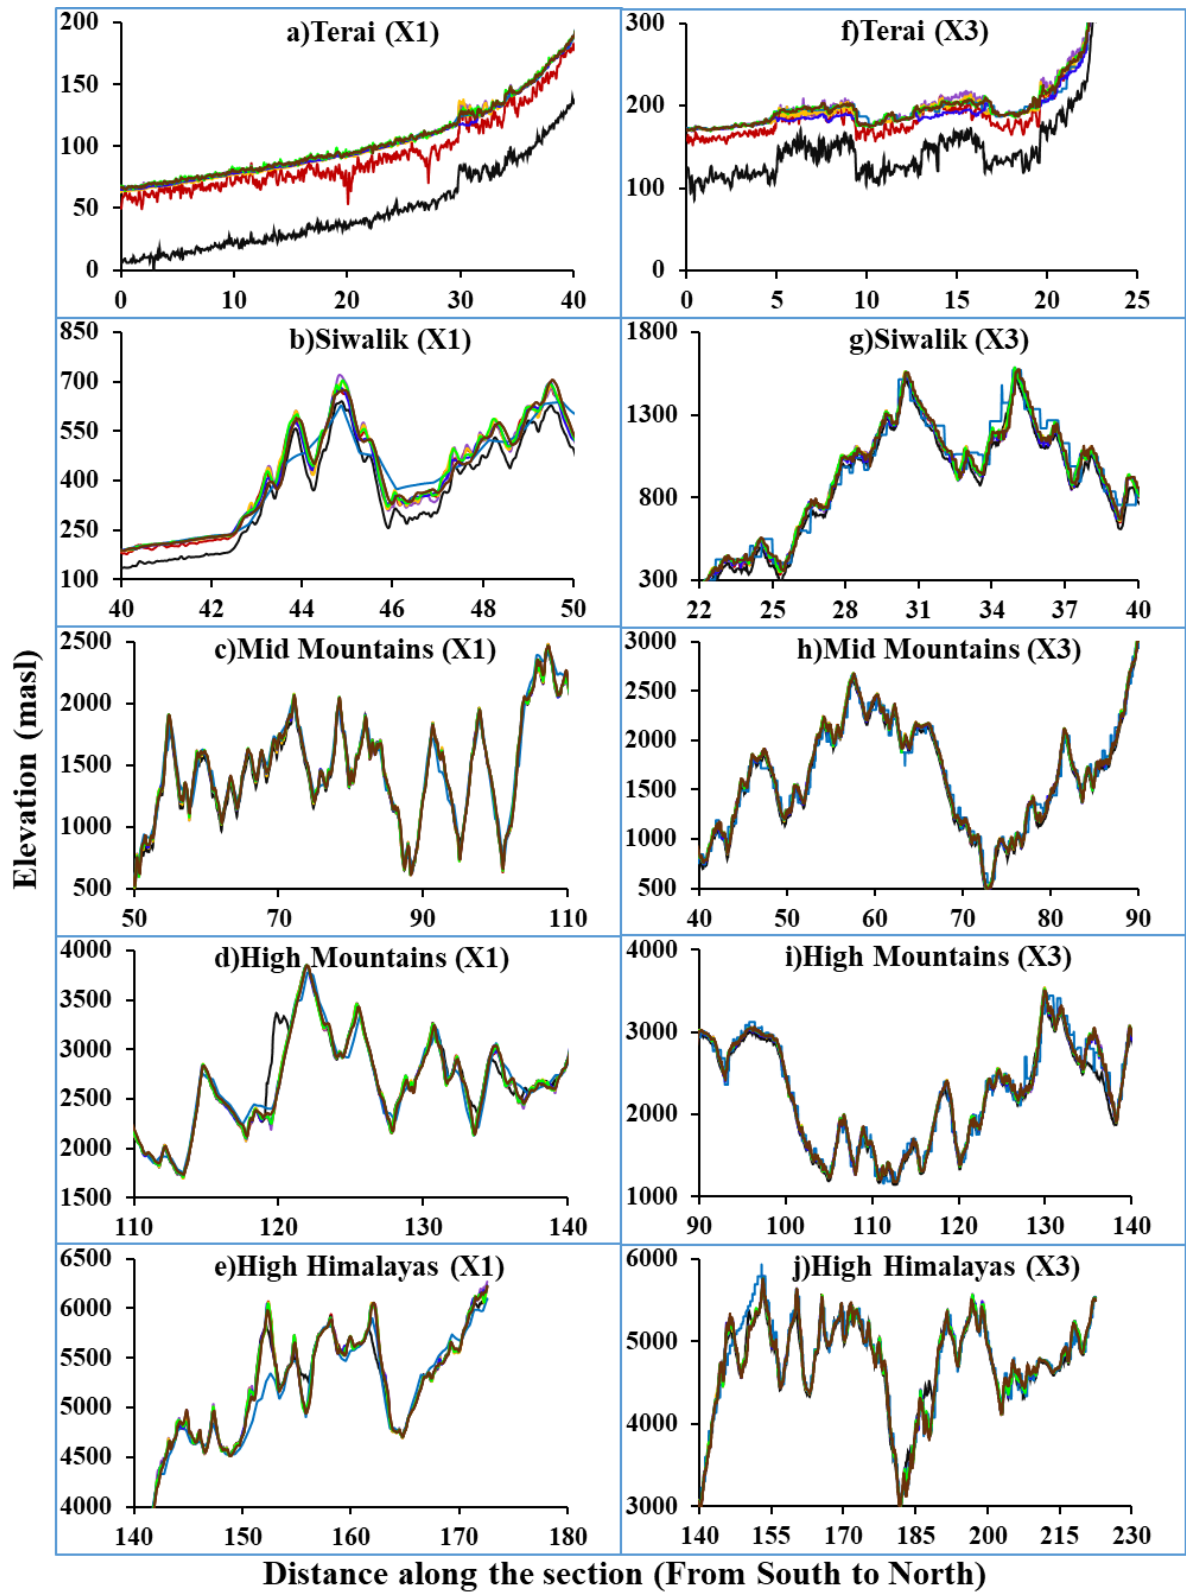 a)Terai (X1)
200
150
100
50
0
0 10 20 30 40
f)Terai (X3)
300
200
100
0
0 5 10 15 20 25
b)Siwalik (X1)
850
700
550
400
250
100
40 42 44 46 48 50
g)Siwalik (X3)
1800
1300
800
300
22 25 28 31 34 37 40
c)Mid Mountains (X1)
2500
2000
1500
1000
500
50 70 90 110
h)Mid Mountains (X3)
3000
2500
2000
1500
1000
500
40 50 60 70 80 90
d)High Mountains (X1)
4000
3500
3000
2500
2000
1500
110 120 130 140
i)High Mountains (X3)
4000
3000
2000
1000
90 100 110 120 130 140
e)High Himalayas (X1)
6500
6000
5500
5000
4500
4000
140 150 160 170 180
j)High Himalayas (X3)
6000
5000
4000
3000
140 155 170 185 200 215 230
Elevation (masl)
Distance along the section (From South to North)